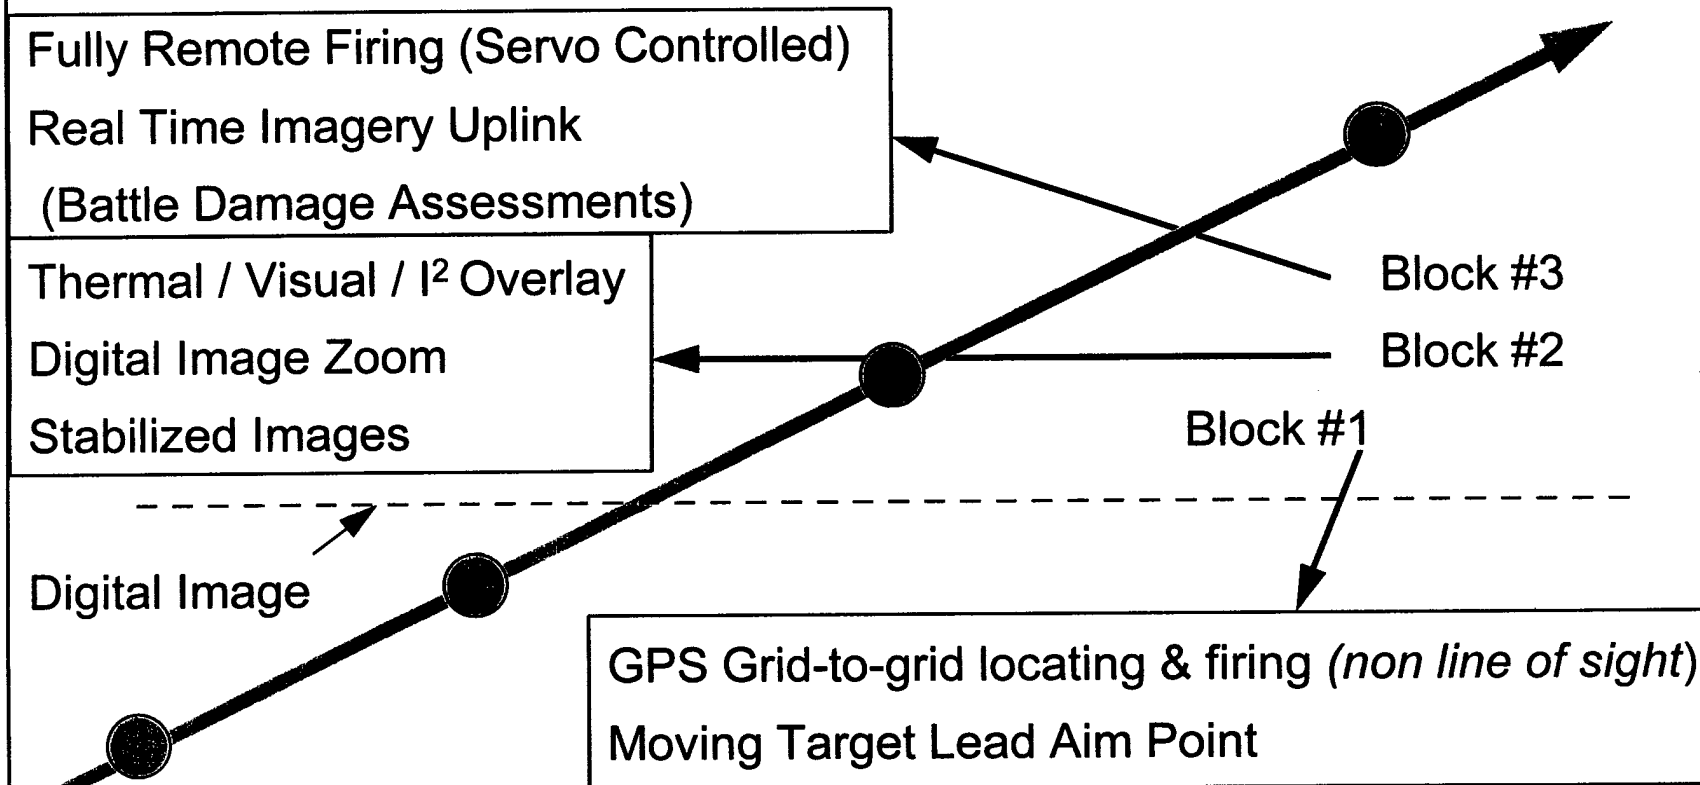 Fully Remote Firing (Servo Controlled)
Real Time Imagery Uplink
(Battle Damage Assessments)
Thermal / Visual / I² Overlay
Digital Image Zoom
Stabilized Images
Block #3
Block #2
Block #1
Digital Image
GPS Grid-to-grid locating & firing (non line of sight)
Moving Target Lead Aim Point